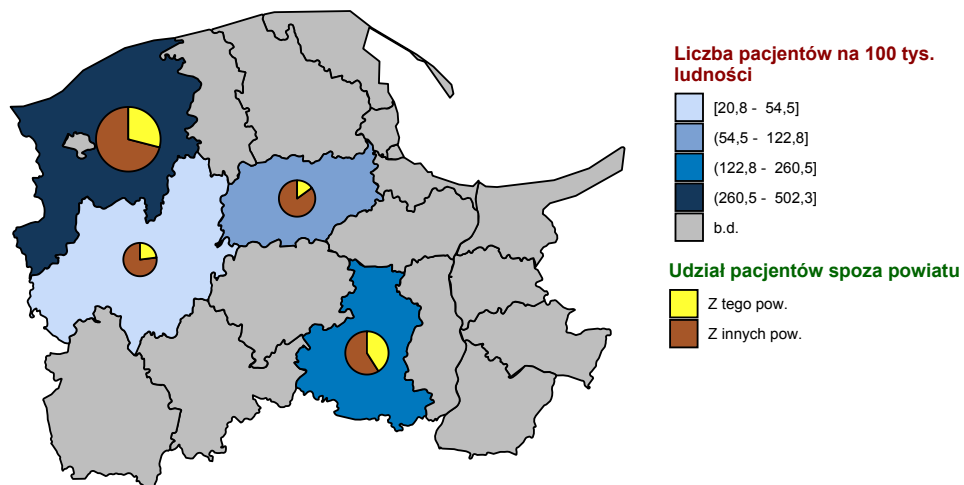 Liczba pacjentów na 100 tys.
ludności
[20,8 - 54,5]
(54,5 - 122,8]
(122,8 - 260,5]
(260,5 - 502,3]
b.d.
Udział pacjentów spoza powiatu
Z tego pow.
Z innych pow.